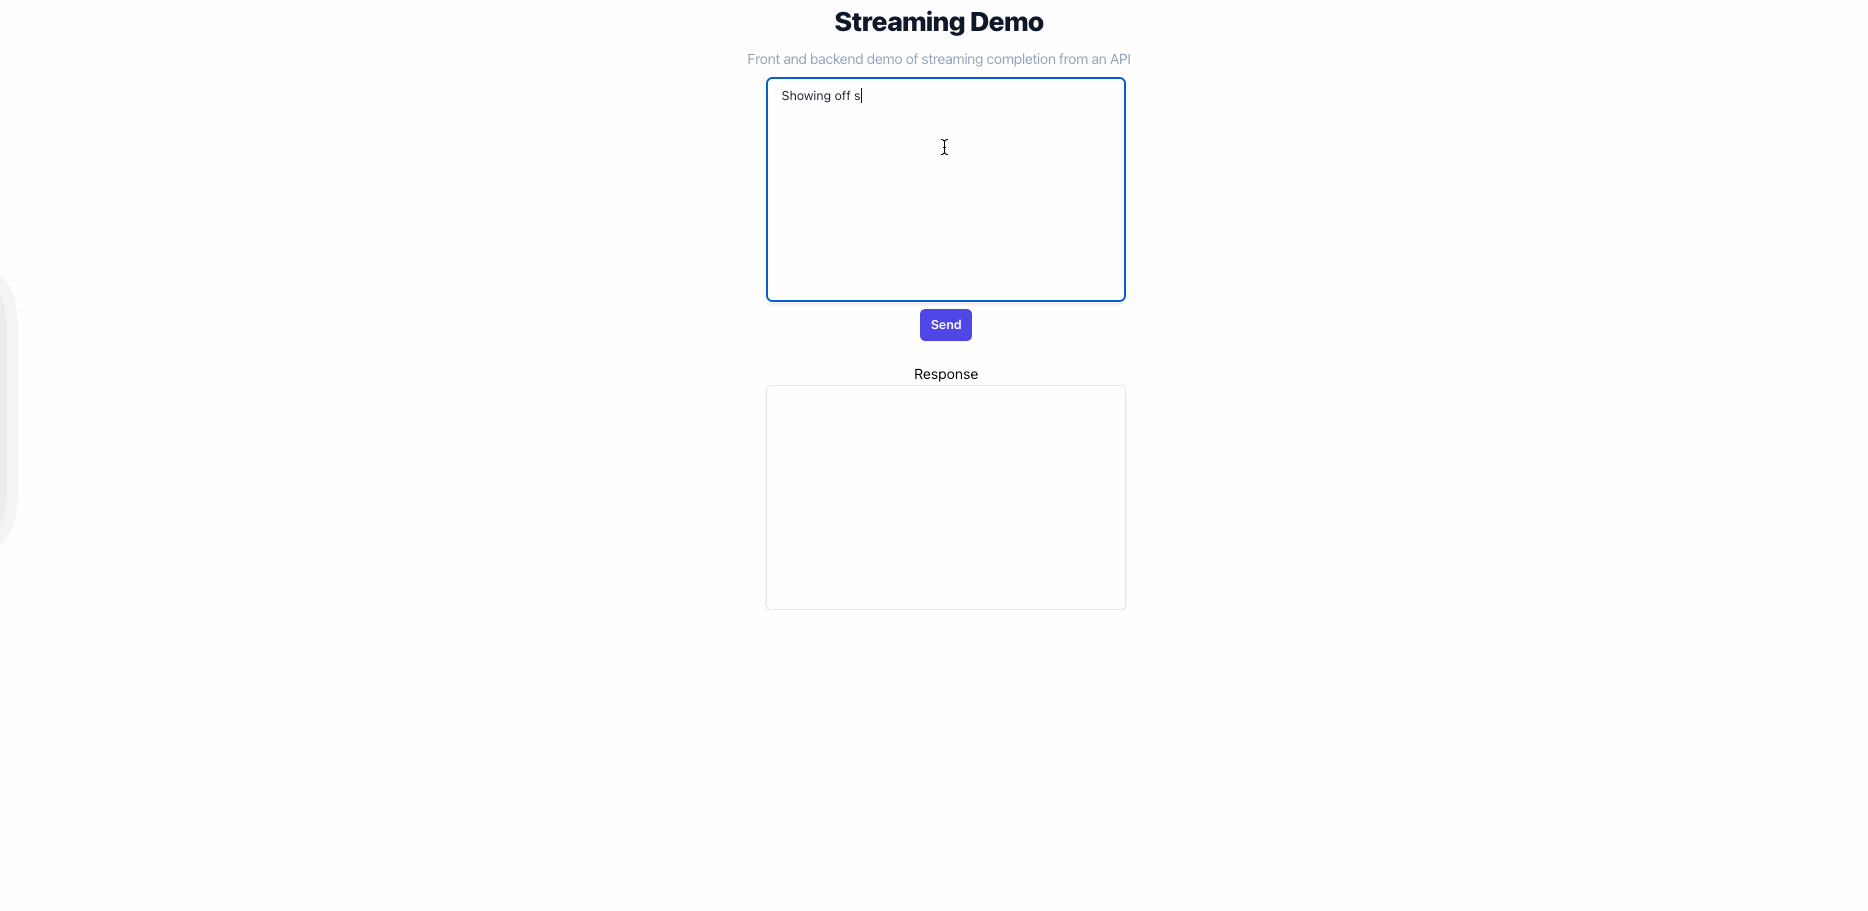 Streaming Demo
Front and backend demo of streaming completion from an API
Showing off s
Send
Response